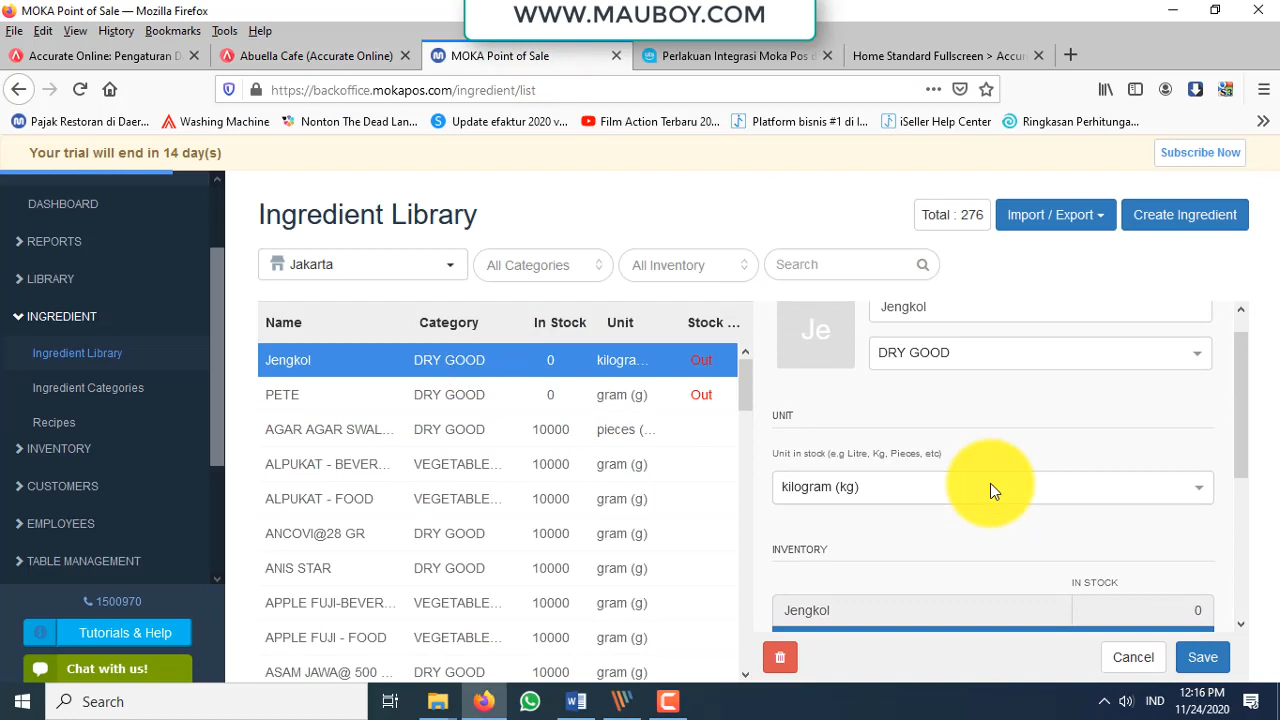 MOKA Point of Sale - Mozilla Firefox
WWW.MAUBOY.COM
File Edit View History Bookmarks Tools Help
Accurate Online: Pengaturan D
Abuella Cafe (Accurate Online)
MOKA Point of Sale
Perlakuan Integrasi Moka Pos d
Home Standard Fullscreen > Accur
https://backoffice.mokapos.com/ingredient/list
Pajak Restoran di Daer...
Washing Machine
Nonton The Dead Lan...
Update efaktur 2020 v...
Film Action Terbaru 20...
Platform bisnis #1 di I...
iSeller Help Center
Ringkasan Perhitunga...
Your trial will end in 14 day(s)
Subscribe Now
DASHBOARD
REPORTS
LIBRARY
INGREDIENT
Ingredient Library
Ingredient Categories
Recipes
INVENTORY
CUSTOMERS
EMPLOYEES
TABLE MANAGEMENT
1500970
Tutorials & Help
Chat with us!
Ingredient Library
Total : 276
Import / Export
Create Ingredient
Jakarta
All Categories
All Inventory
Search
Name Category In Stock Unit Stock ...
Jengkol DRY GOOD 0 kilogra... Out
PETE DRY GOOD 0 gram (g) Out
AGAR AGAR SWAL... DRY GOOD 10000 pieces (...
ALPUKAT - BEVER... VEGETABLE... 10000 gram (g)
ALPUKAT - FOOD VEGETABLE... 10000 gram (g)
ANCOVI@28 GR DRY GOOD 10000 gram (g)
ANIS STAR DRY GOOD 10000 gram (g)
APPLE FUJI-BEVER... VEGETABLE... 10000 gram (g)
APPLE FUJI - FOOD VEGETABLE... 10000 gram (g)
ASAM JAWA@ 500 ... DRY GOOD 10000 gram (g)
Je
Jengkol
DRY GOOD
UNIT
Unit in stock (e.g Litre, Kg, Pieces, etc)
kilogram (kg)
INVENTORY
IN STOCK
Jengkol 0
Cancel
Save
Search
IND
12:16 PM
11/24/2020